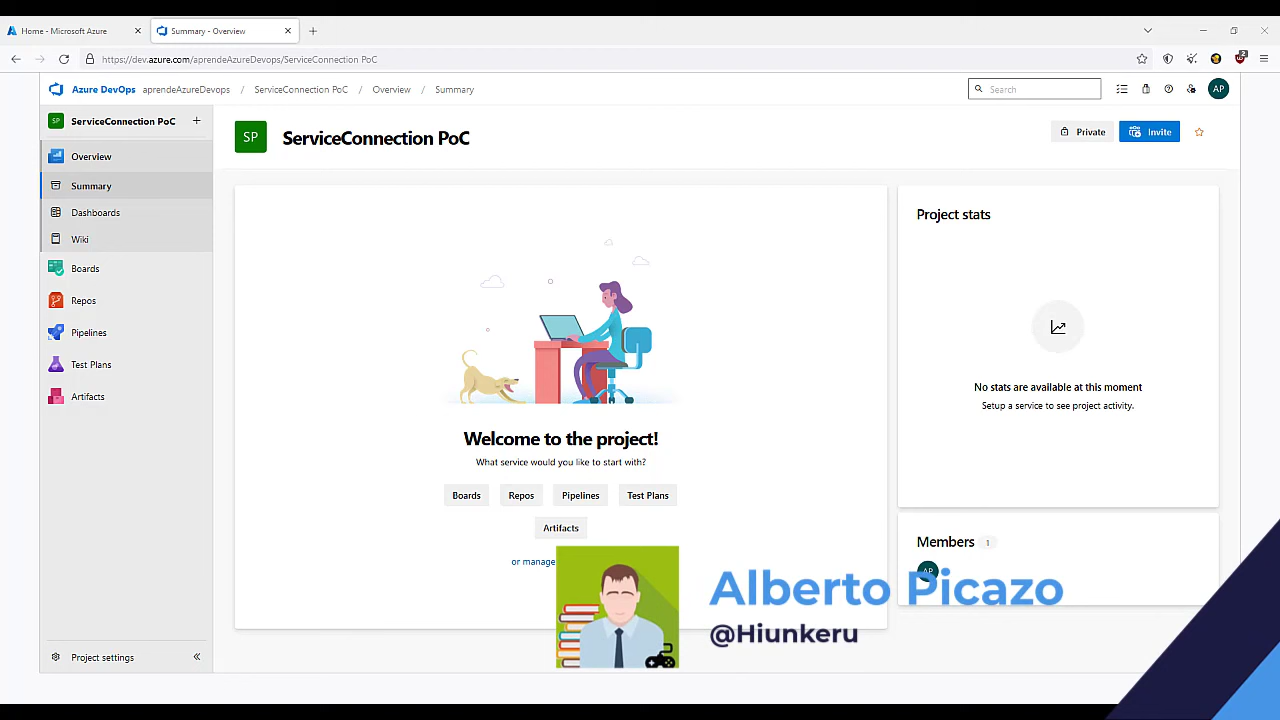 Home - Microsoft Azure
Summary - Overview
https://dev.azure.com/aprendeAzureDevops/ServiceConnection PoC
2
Azure DevOps aprendeAzureDevops / ServiceConnection PoC / Overview / Summary
Search
AP
ServiceConnection PoC
Overview
Summary
Dashboards
Wiki
Boards
Repos
Pipelines
Test Plans
Artifacts
Project settings
SP
SP
ServiceConnection PoC
Private
Invite
Welcome to the project!
What service would you like to start with?
Boards Repos Pipelines Test Plans
Artifacts
or manage
Project stats
No stats are available at this moment
Setup a service to see project activity.
Members 1
AP
Alberto Picazo
@Hiunkeru